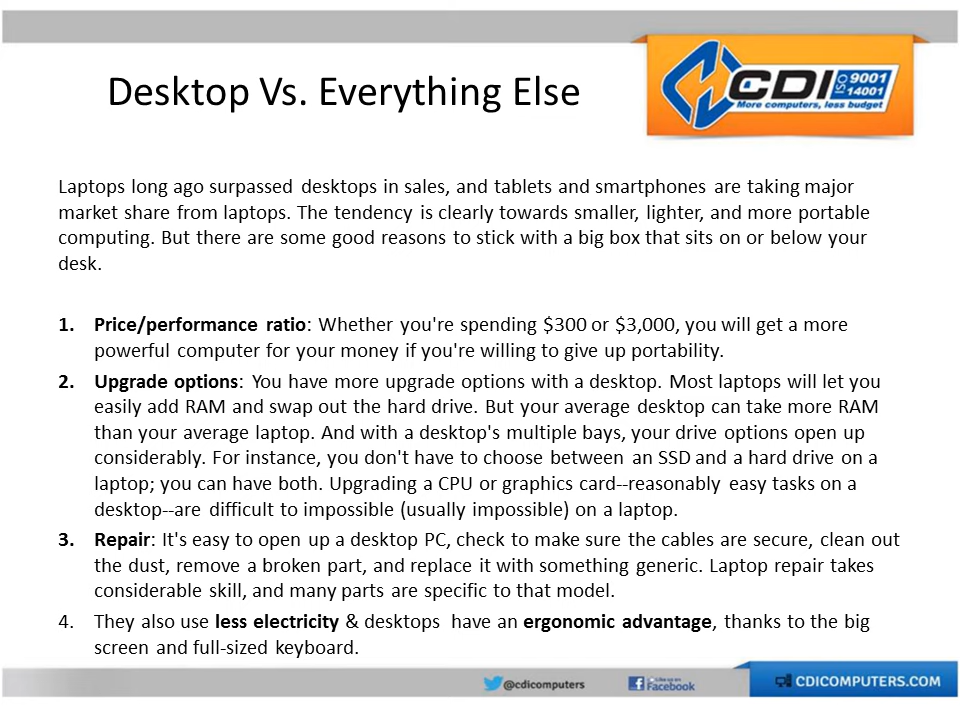 Desktop Vs. Everything Else
CDI ISO 9001
14001
More computers, less budget
Laptops long ago surpassed desktops in sales, and tablets and smartphones are taking major
market share from laptops. The tendency is clearly towards smaller, lighter, and more portable
computing. But there are some good reasons to stick with a big box that sits on or below your
desk.
1. Price/performance ratio: Whether you're spending $300 or $3,000, you will get a more
powerful computer for your money if you're willing to give up portability.
2. Upgrade options: You have more upgrade options with a desktop. Most laptops will let you
easily add RAM and swap out the hard drive. But your average desktop can take more RAM
than your average laptop. And with a desktop's multiple bays, your drive options open up
considerably. For instance, you don't have to choose between an SSD and a hard drive on a
laptop; you can have both. Upgrading a CPU or graphics card--reasonably easy tasks on a
desktop--are difficult to impossible (usually impossible) on a laptop.
3. Repair: It's easy to open up a desktop PC, check to make sure the cables are secure, clean out
the dust, remove a broken part, and replace it with something generic. Laptop repair takes
considerable skill, and many parts are specific to that model.
4. They also use less electricity & desktops have an ergonomic advantage, thanks to the big
screen and full-sized keyboard.
@cdicomputers
Like us on
Facebook
CDICOMPUTERS.COM